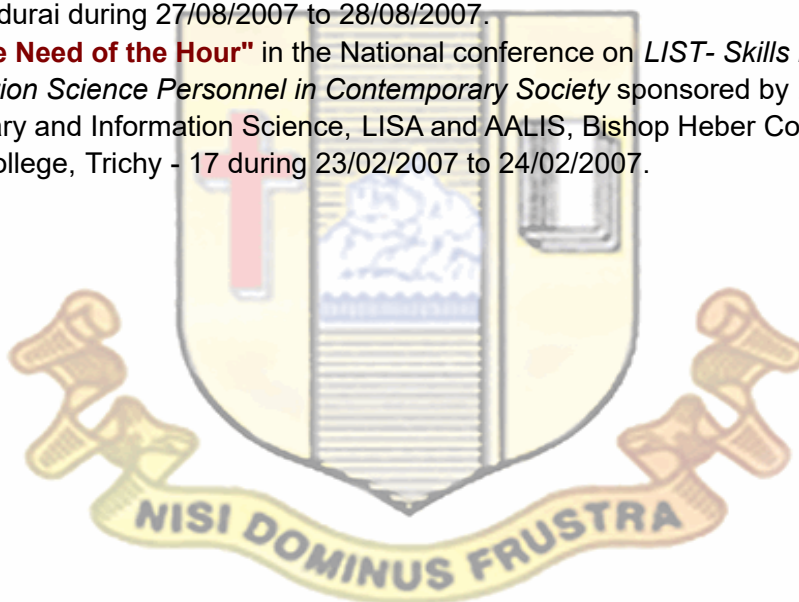 durai during 27/08/2007 to 28/08/2007.
e Need of the Hour" in the National conference on LIST- Skills
tion Science Personnel in Contemporary Society sponsored by
ary and Information Science, LISA and AALIS, Bishop Heber Co
ollege, Trichy - 17 during 23/02/2007 to 24/02/2007.
NISI DOMINUS FRUSTRA